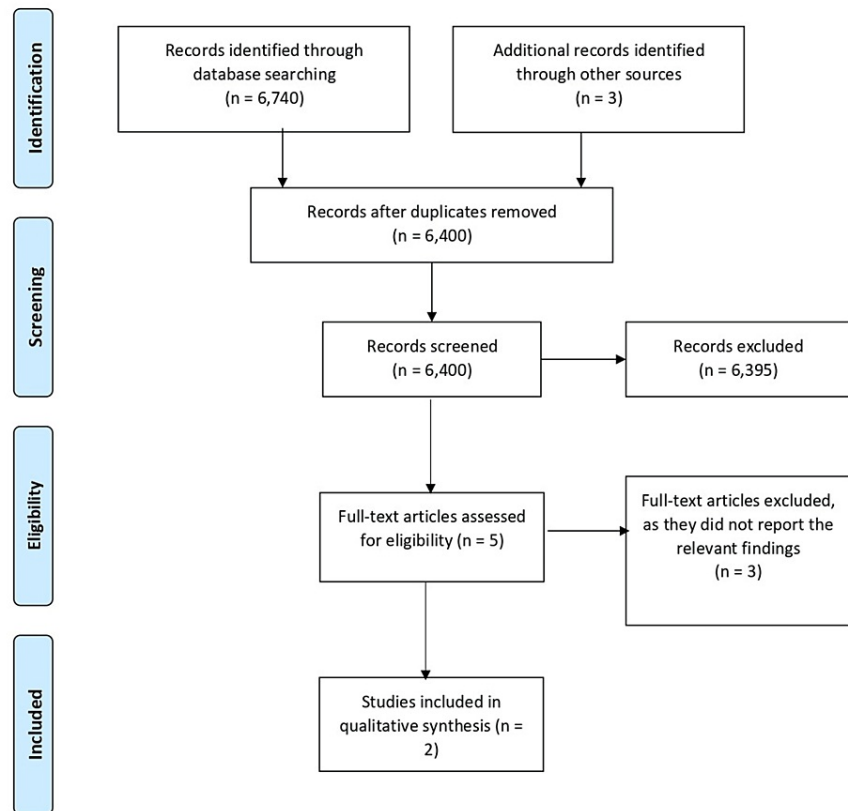 Identification
Records identified through
database searching
(n = 6,740)
Additional records identified
through other sources
(n = 3)
Records after duplicates removed
(n = 6,400)
Screening
Records screened
(n = 6,400)
Records excluded
(n = 6,395)
Eligibility
Full-text articles assessed
for eligibility (n = 5)
Full-text articles excluded,
as they did not report the
relevant findings
(n = 3)
Included
Studies included in
qualitative synthesis (n =
2)